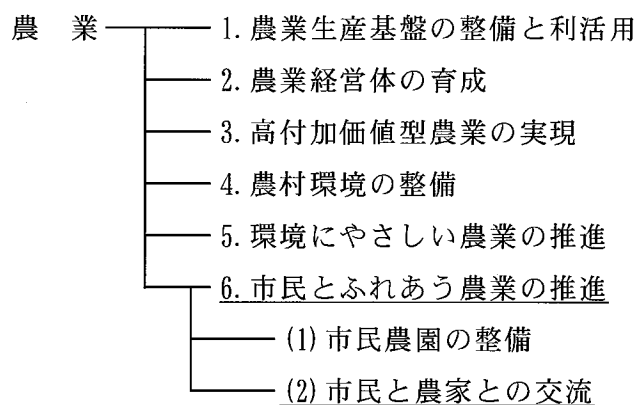 農　業 1. 農業生産基盤の整備と利活用
2. 農業経営体の育成
3. 高付加価値型農業の実現
4. 農村環境の整備
5. 環境にやさしい農業の推進
6. 市民とふれあう農業の推進
(1) 市民農園の整備
(2) 市民と農家との交流